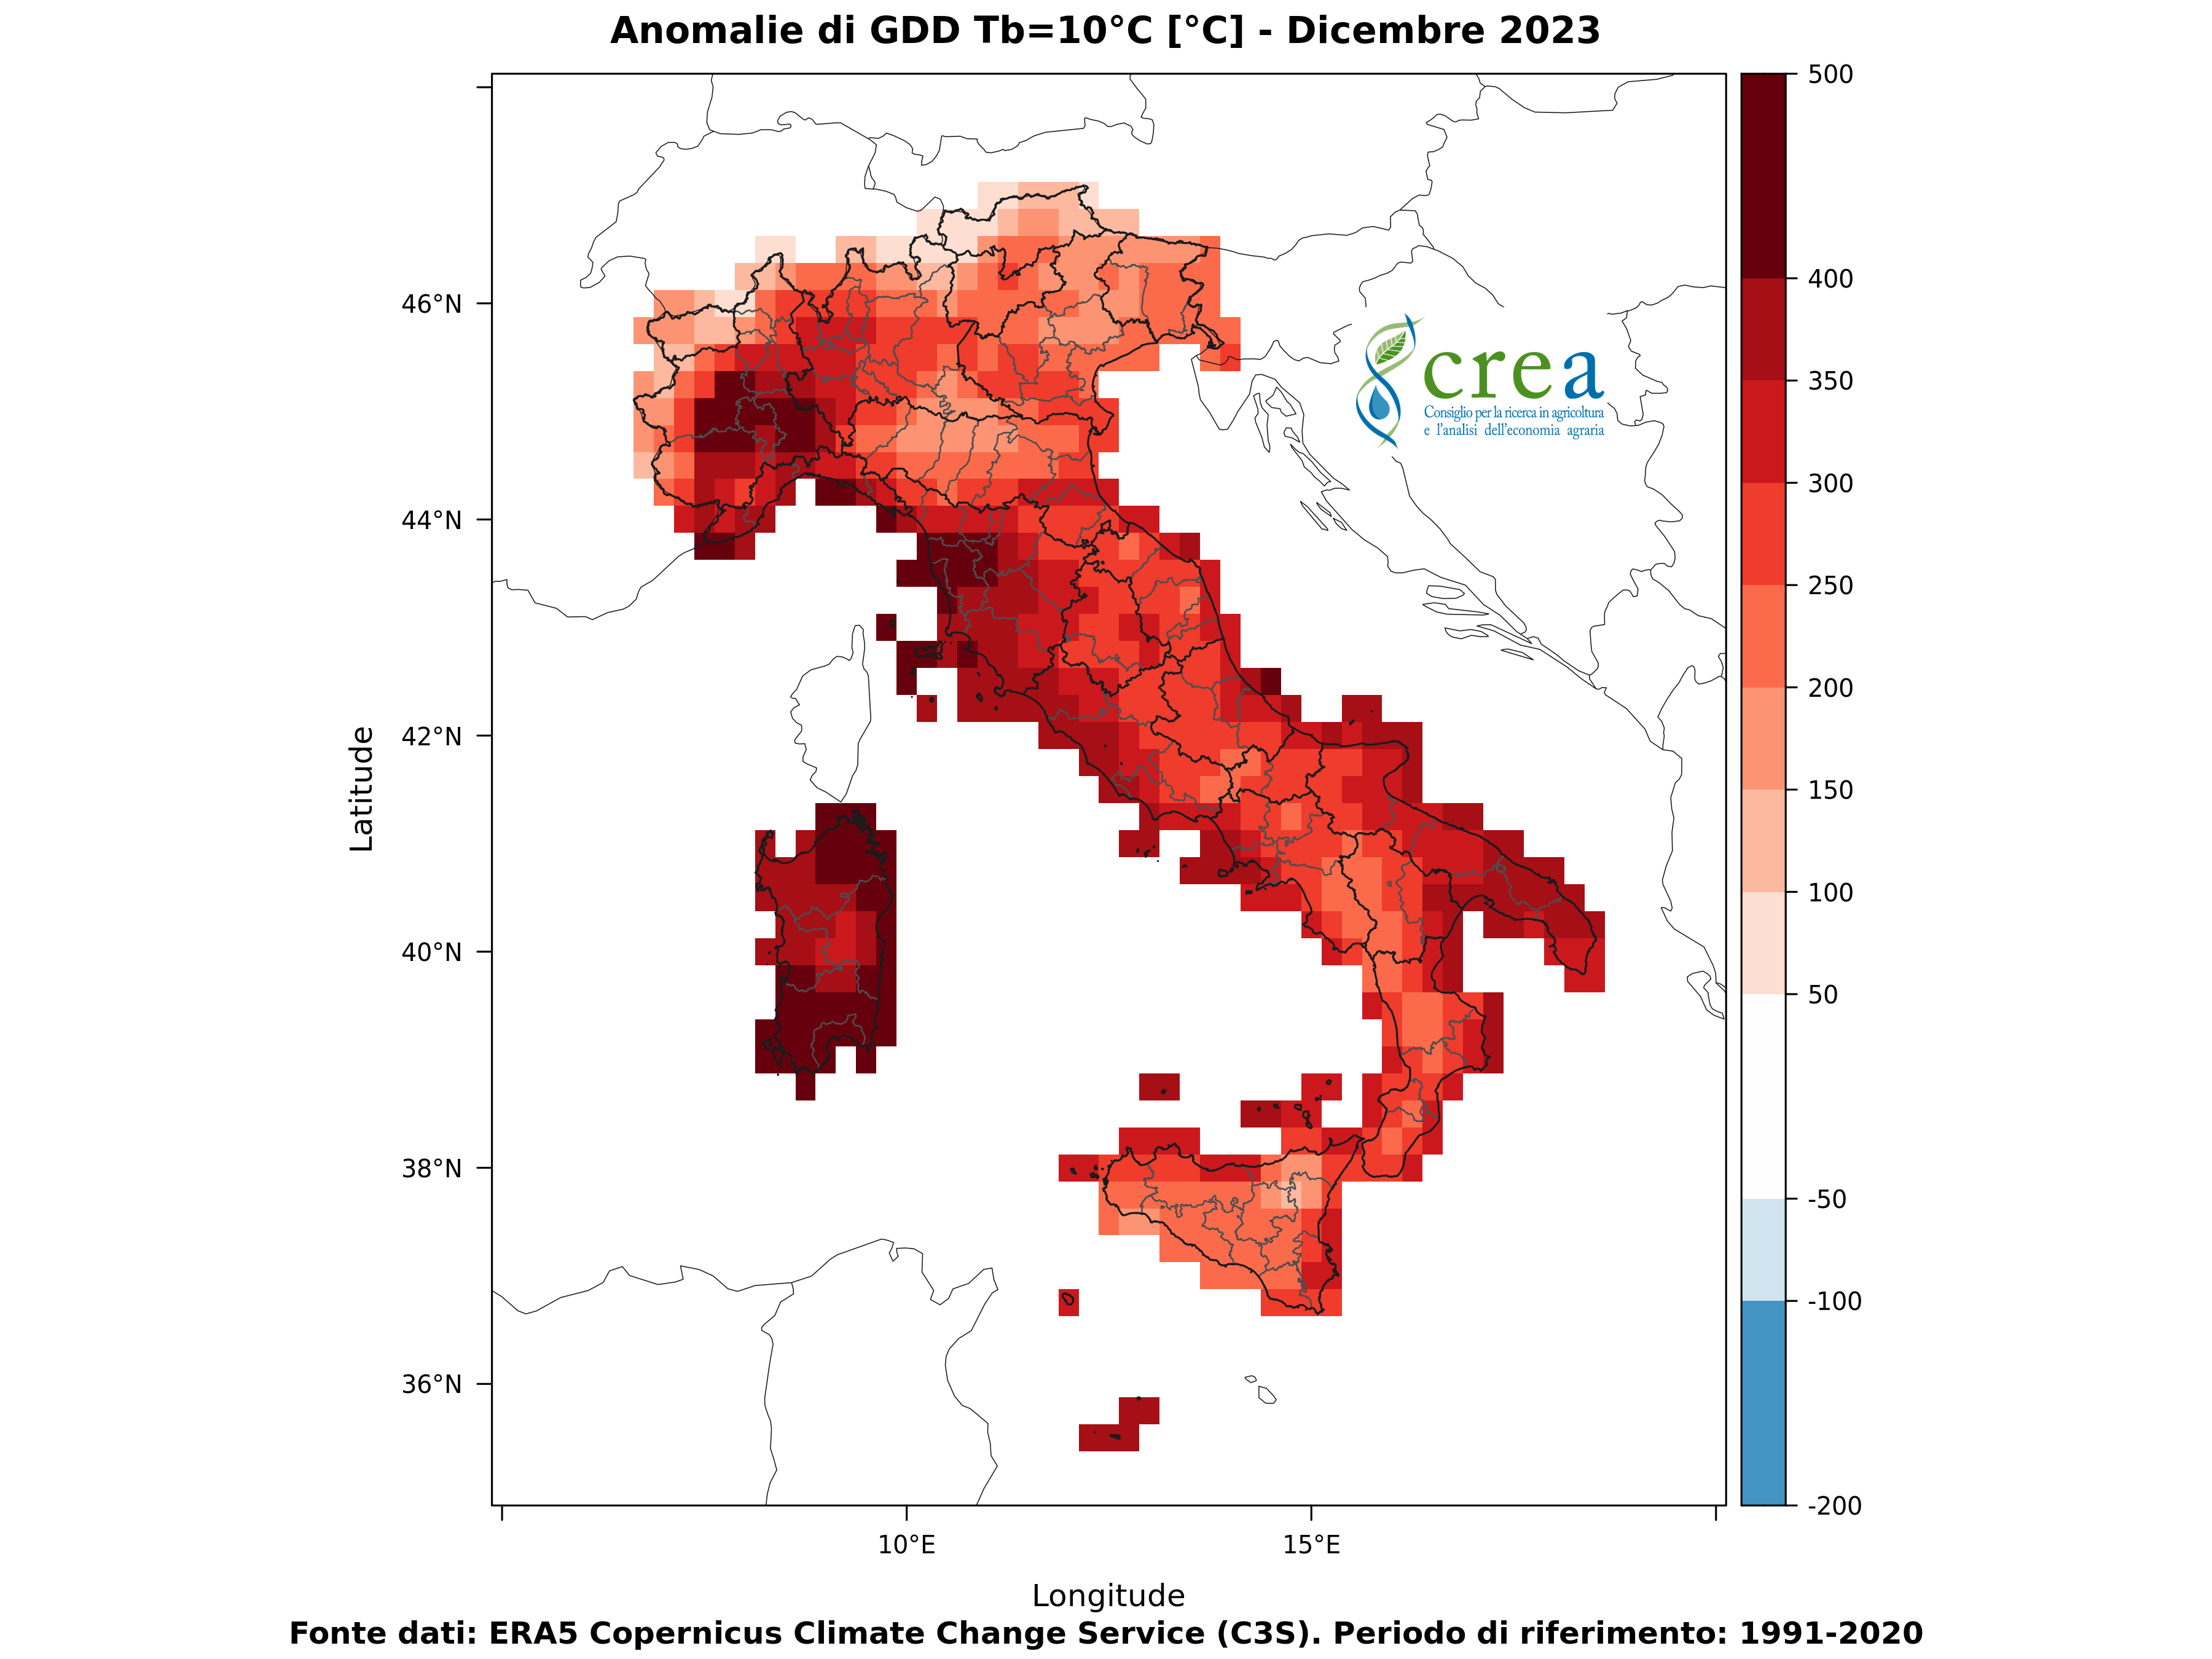 Anomalie di GDD Tb=10°C [°C] - Dicembre 2023
500
400
350
300
250
200
150
100
50
-50
-100
-200
46°N
44°N
42°N
40°N
38°N
36°N
Latitude
crea
Consiglio per la ricerca in agricoltura
e l'analisi dell'economia agraria
10°E
15°E
Longitude
Fonte dati: ERA5 Copernicus Climate Change Service (C3S). Periodo di riferimento: 1991-2020